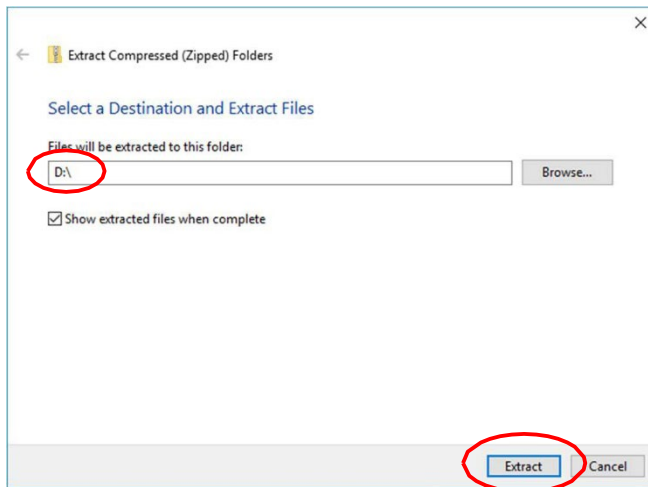 Extract Compressed (Zipped) Folders
Select a Destination and Extract Files
Files will be extracted to this folder:
D:\
Browse...
Show extracted files when complete
Extract
Cancel